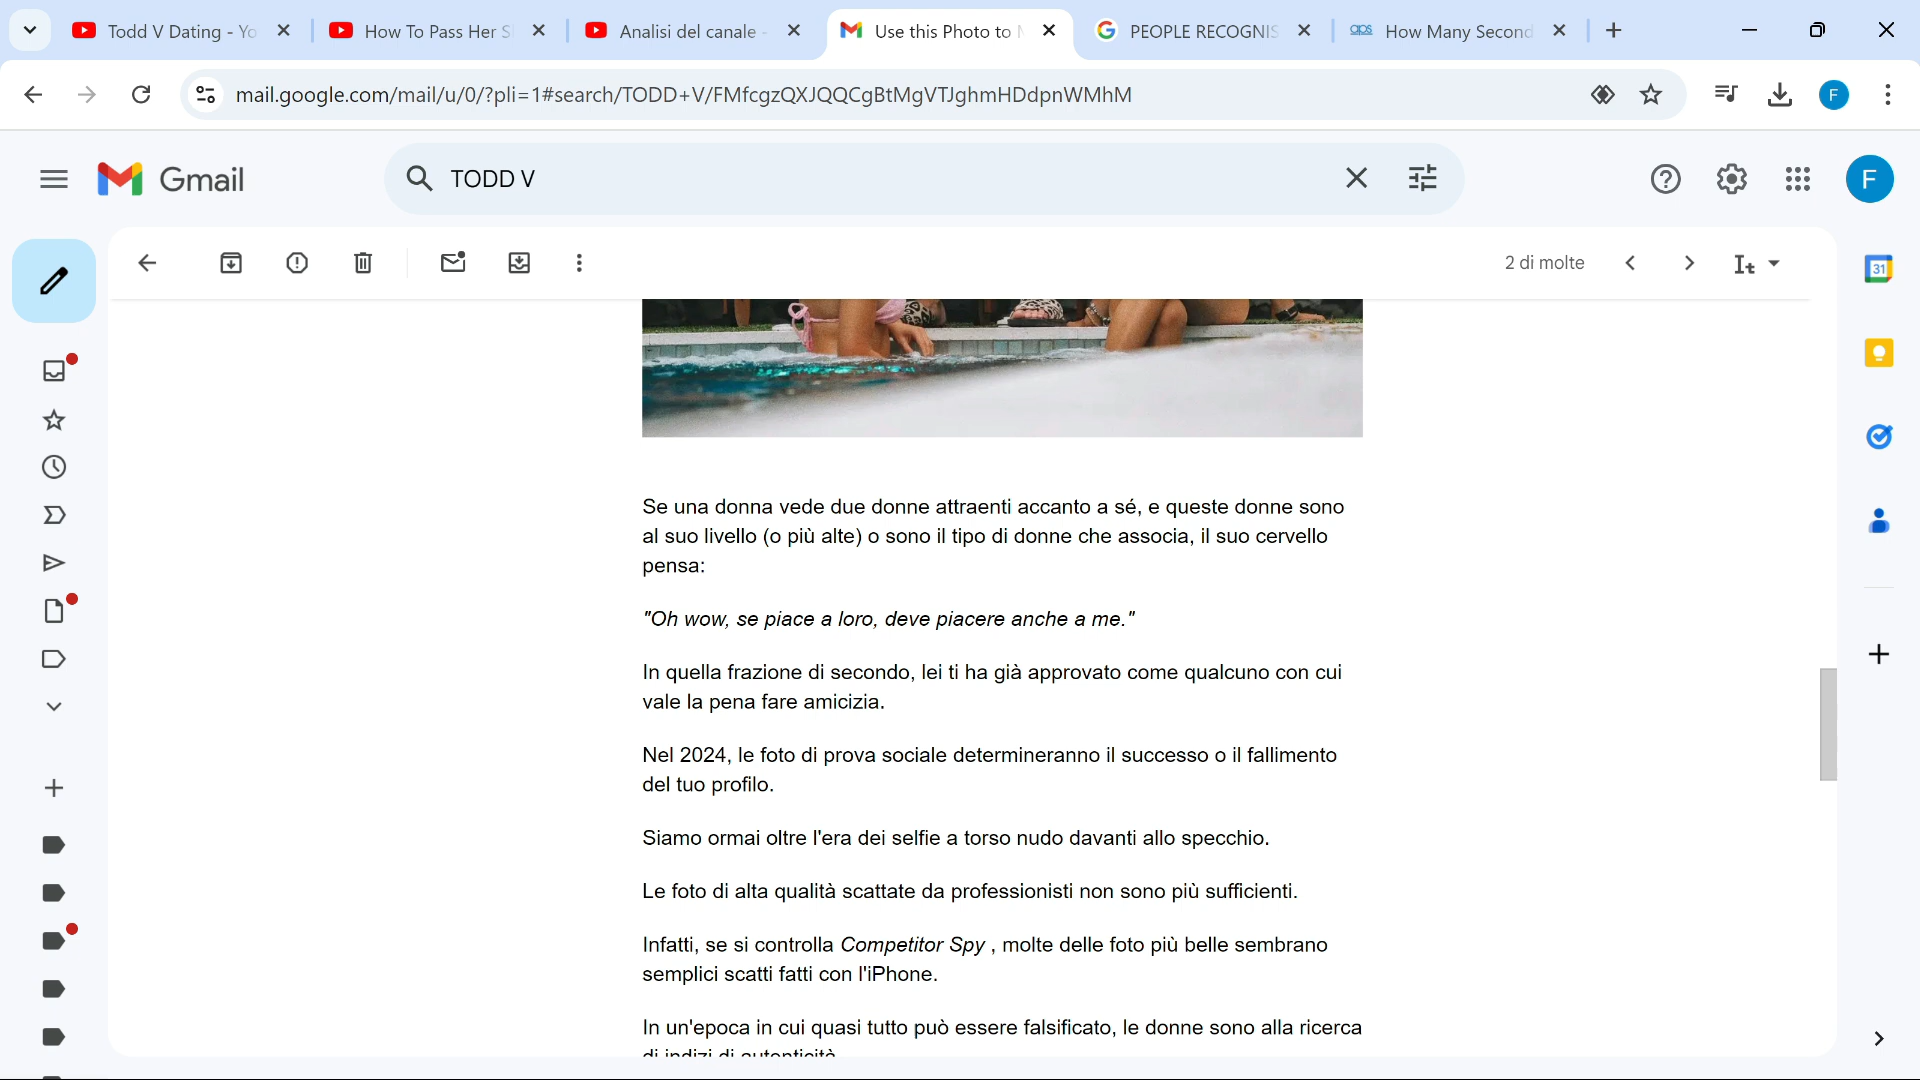 Todd V Dating - Yo
How To Pass Her S
Analisi del canale -
Use this Photo to M
PEOPLE RECOGNIS
aps How Many Second
mail.google.com/mail/u/0/?pli=1#search/TODD+V/FMfcgzQXJQQCgBtMgVTJghmHDdpnWMhM
F
Gmail
TODD V
F
2 di molte
31
Se una donna vede due donne attraenti accanto a sé, e queste donne sono
al suo livello (o più alte) o sono il tipo di donne che associa, il suo cervello
pensa:
"Oh wow, se piace a loro, deve piacere anche a me."
In quella frazione di secondo, lei ti ha già approvato come qualcuno con cui
vale la pena fare amicizia.
Nel 2024, le foto di prova sociale determineranno il successo o il fallimento
del tuo profilo.
Siamo ormai oltre l'era dei selfie a torso nudo davanti allo specchio.
Le foto di alta qualità scattate da professionisti non sono più sufficienti.
Infatti, se si controlla Competitor Spy , molte delle foto più belle sembrano
semplici scatti fatti con l'iPhone.
In un'epoca in cui quasi tutto può essere falsificato, le donne sono alla ricerca
di indizi di autenticità